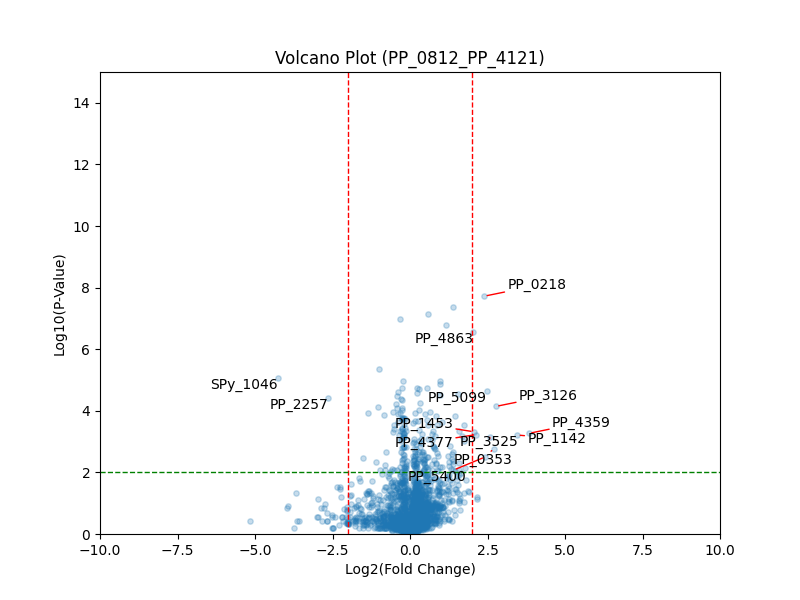 Volcano Plot (PP_0812_PP_4121)
14
12
10
8
6
4
2
0
Log10(P-Value)
PP_0218
PP_4863
SPy_1046
PP_2257
PP_5099
PP_3126
PP_1453
PP_4359
PP_4377
PP_3525
PP_1142
PP_0353
PP_5400
−10.0
−7.5
−5.0
−2.5
0.0
2.5
5.0
7.5
10.0
Log2(Fold Change)